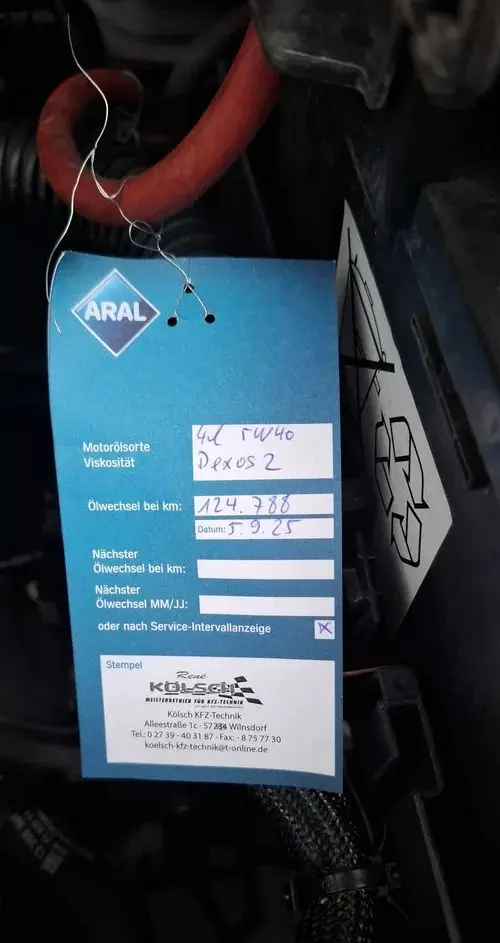 ARAL
Motorölsorte
Viskosität
4l 5W40
Dexos 2
Ölwechsel bei km: 124.788
Datum: 5.9.25
Nächster
Ölwechsel bei km:
Nächster
Ölwechsel MM/JJ:
oder nach Service-Intervallanzeige X
Stempel
René
KÖLSCH
MEISTERBETRIEB FÜR KFZ-TECHNIK
Kölsch KFZ-Technik
Alleestraße 1c · 57234 Wilnsdorf
Tel.: 0 27 39 - 40 31 87 · Fax: - 8 75 77 30
koelsch-kfz-technik@t-online.de